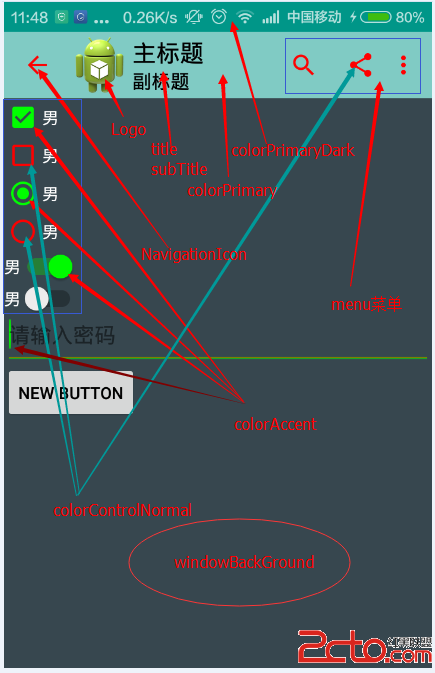 11:48 ... 0.26K/s 中国移动 80%
主标题
副标题
男
Logo
男
title
subTitle
colorPrimaryDark
colorPrimary
男
男
NavigationIcon
男
男
menu菜单
请输入密码
NEW BUTTON
colorAccent
colorControlNormal
windowBackGround
2cto.com